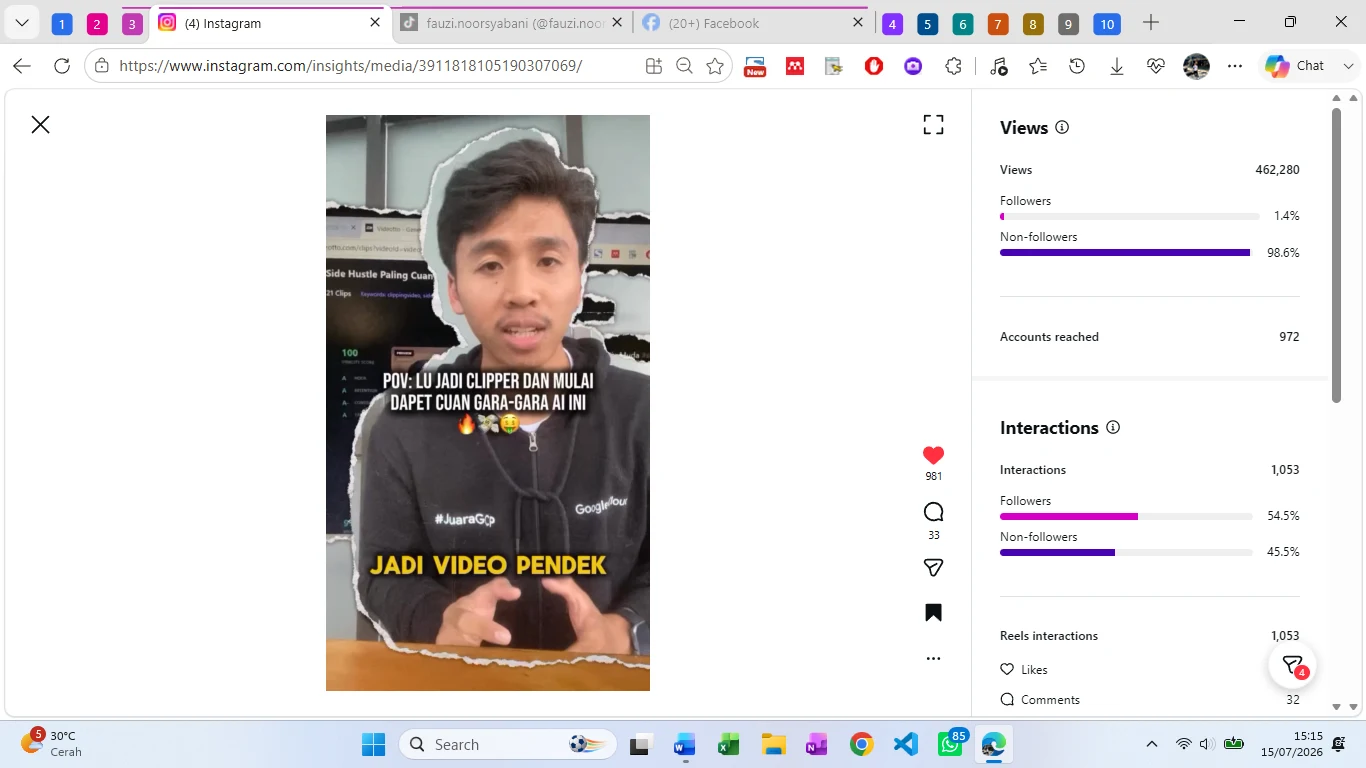 1
2
3
(4) Instagram
fauzi.noorsyabani (@fauzi.noor
(20+) Facebook
4
5
6
7
8
9
10
https://www.instagram.com/insights/media/3911818105190307069/
New
Chat
Side Hustle Paling Cuan
21 Clips
100
POV: LU JADI CLIPPER DAN MULAI
DAPET CUAN GARA-GARA AI INI
#JuaraGCP
JADI VIDEO PENDEK
981
33
Views
Views 462,280
Followers
1.4%
Non-followers
98.6%
Accounts reached 972
Interactions
Interactions 1,053
Followers
54.5%
Non-followers
45.5%
Reels interactions 1,053
Likes
Comments 32
4
5
30°C
Cerah
Search
85
15:15
15/07/2026